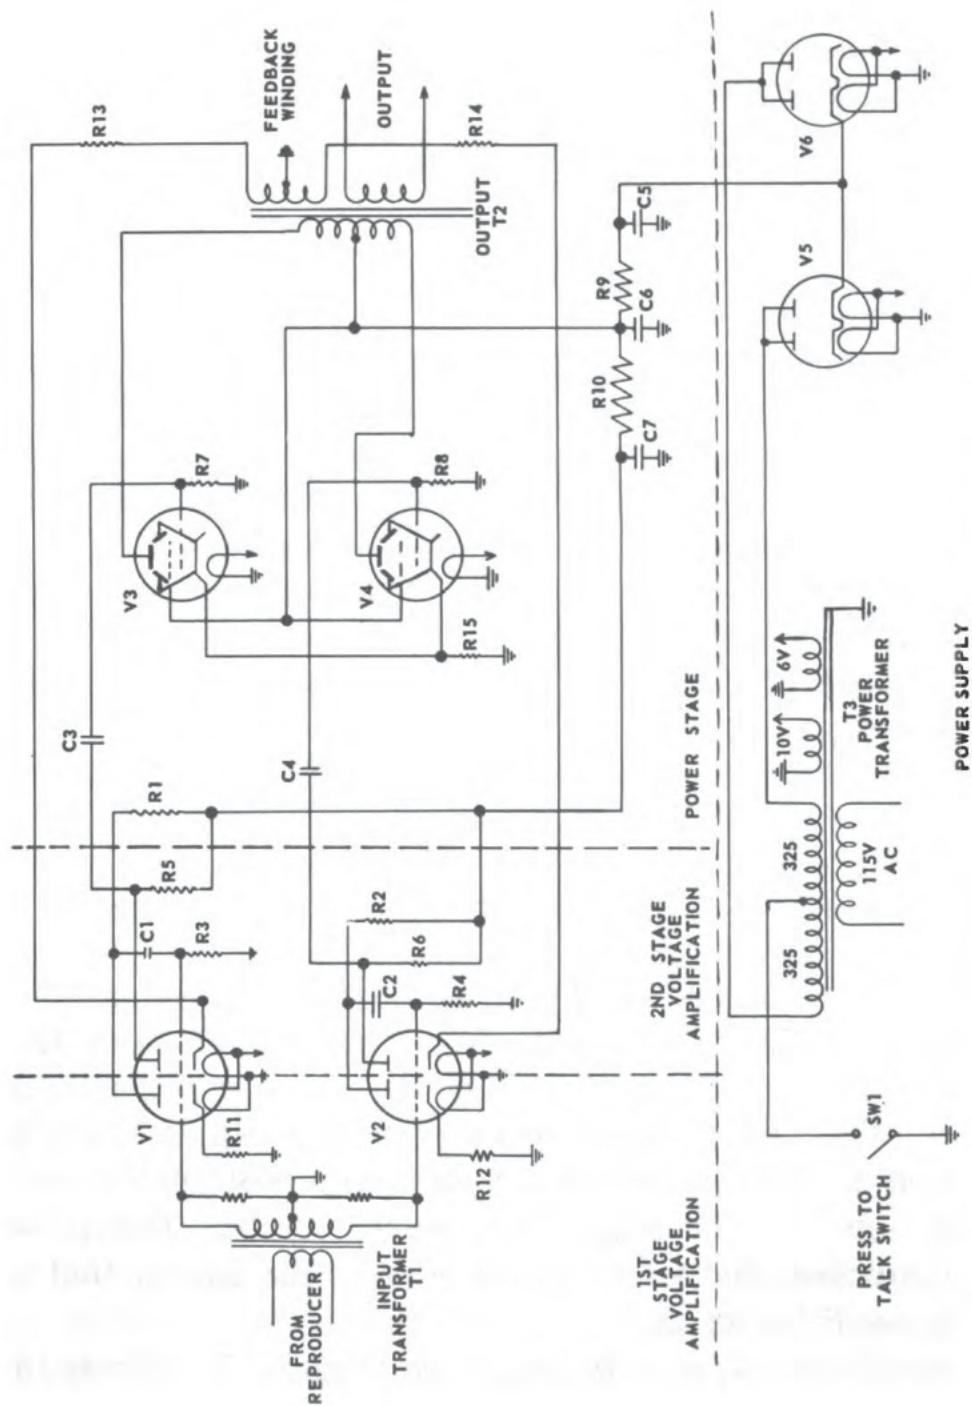 R13
FEEDBACK
WINDING
OUTPUT
R14
OUTPUT
T2
C3
V3
R7
C4
V4
R8
R15
R1
R5
C1
R3
R2
R6
C2
R4
V1
R11
V2
R12
FROM
REPRODUCER
INPUT
TRANSFORMER
T1
C5
R9
C6
R10
C7
1ST
STAGE
VOLTAGE
AMPLIFICATION
2ND STAGE
VOLTAGE
AMPLIFICATION
POWER STAGE
V5
V6
PRESS TO
TALK SWITCH
SW1
325
325
115V
AC
10V
6V
T3
POWER
TRANSFORMER
POWER SUPPLY